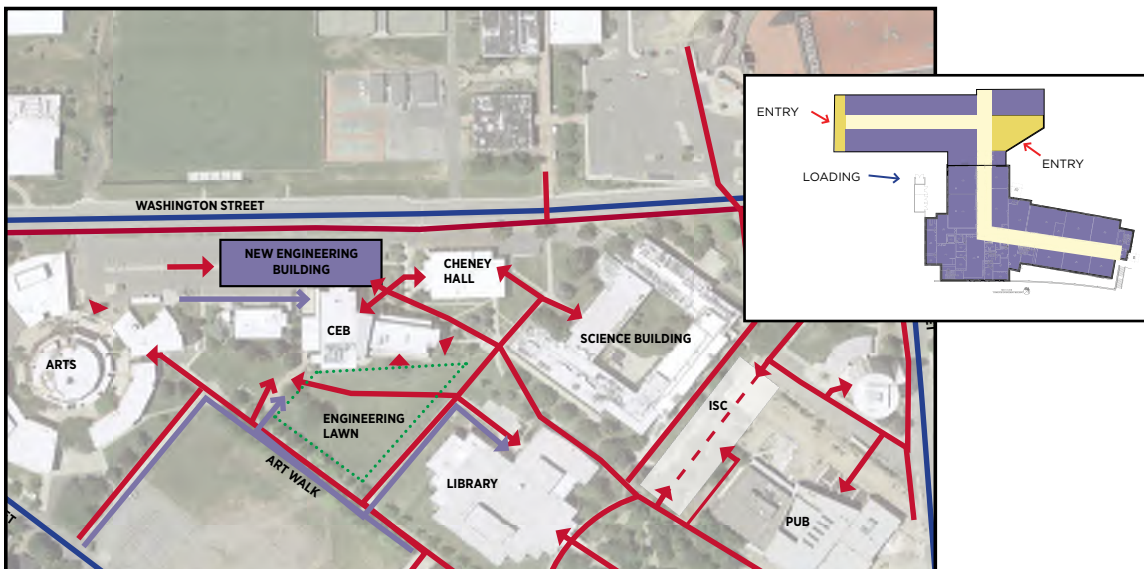 WASHINGTON STREET
NEW ENGINEERING
BUILDING
CHENEY
HALL
CEB
SCIENCE BUILDING
ARTS
ENGINEERING
LAWN
ISC
ART WALK
LIBRARY
PUB
ET
ENTRY
ENTRY
LOADING